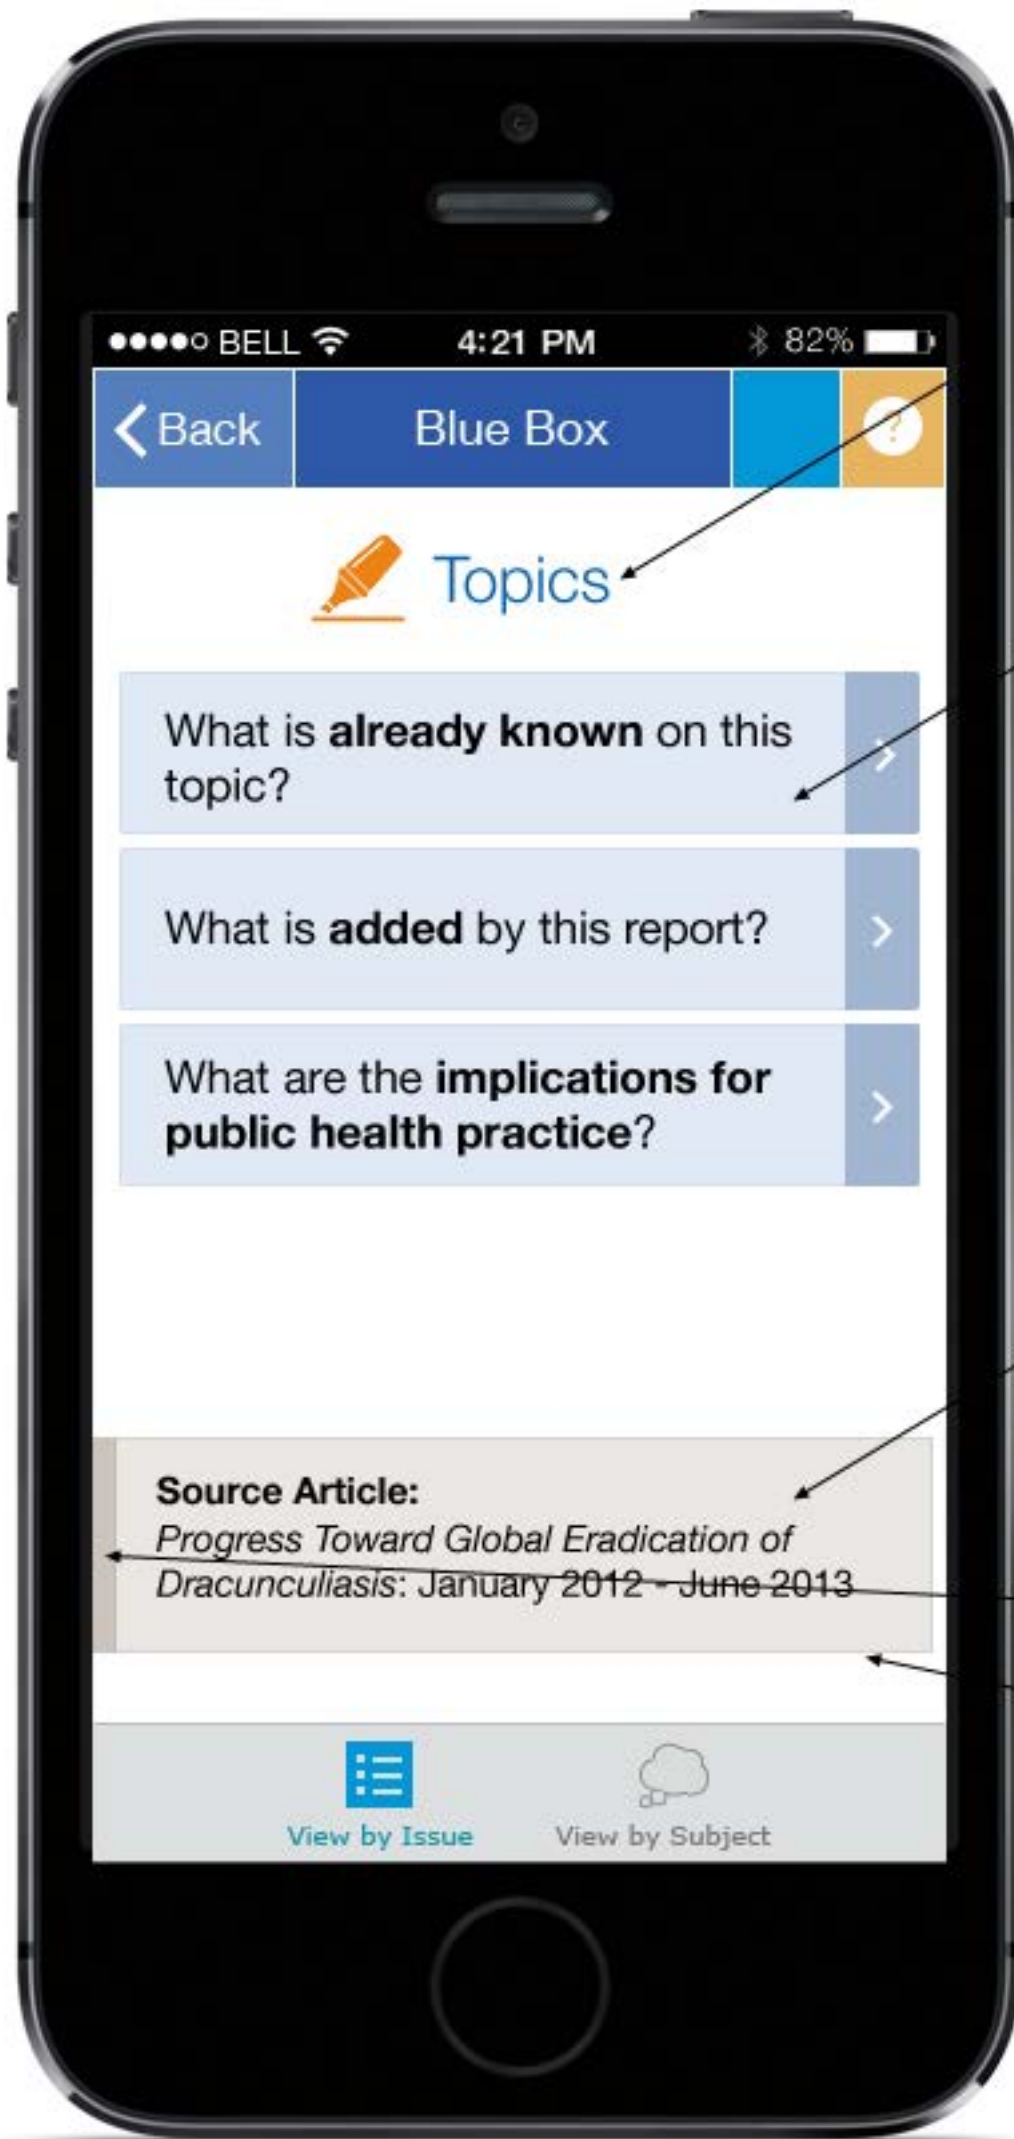 BELL 4:21 PM 82%
Back Blue Box ?
Topics
What is already known on this
topic?
What is added by this report?
What are the implications for
public health practice?
Source Article:
Progress Toward Global Eradication of
Dracunculiasis: January 2012 - June 2013
View by Issue View by Subject